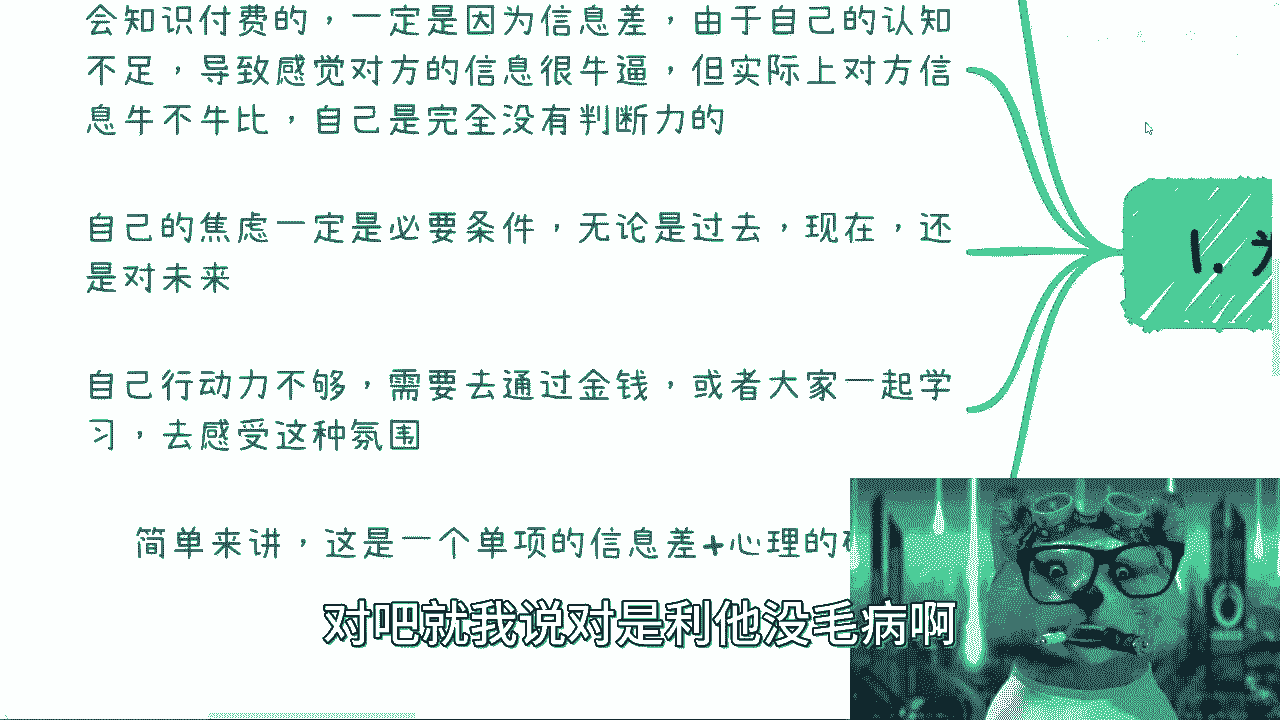 会知识付费的，一定是因为信息差，由于自己的认知
不足，导致感觉对方的信息很牛逼，但实际上对方信
息牛不牛比，自己是完全没有判断力的
自己的焦虑一定是必要条件，无论是过去，现在，还
是对未来
自己行动力不够，需要去通过金钱，或者大家一起学
习，去感受这种氛围
简单来讲，这是一个单项的信息差+心理的
1.
对吧就我说对是利他没毛病啊